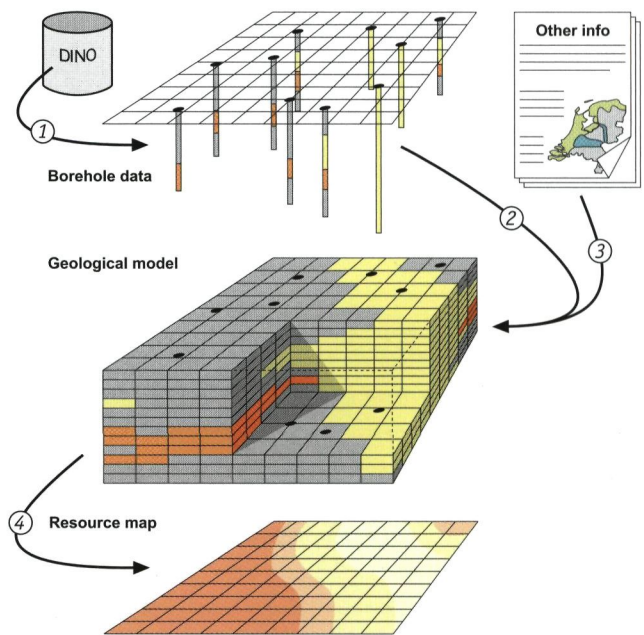 DINO
Other info
1
Borehole data
2
3
Geological model
4
Resource map